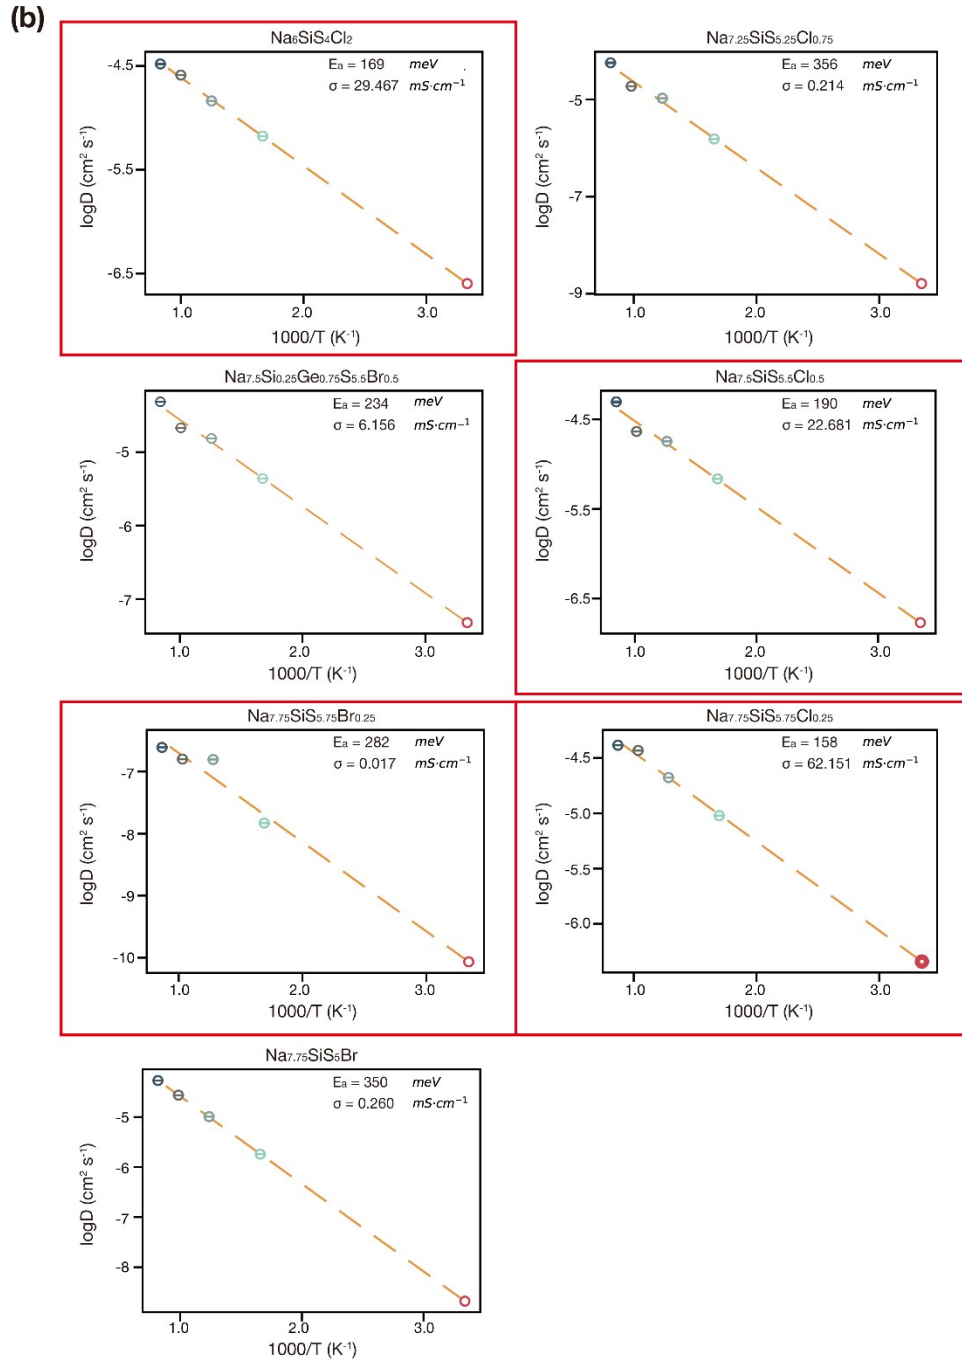 (b)
Na₆SiS₄Cl₂
Eₐ = 169 meV
σ = 29.467 mS·cm⁻¹
logD (cm² s⁻¹)
-4.5
-5.5
-6.5
1.0 2.0 3.0
1000/T (K⁻¹)
Na₇.₂₅SiS₅.₂₅Cl₀.₇₅
Eₐ = 356 meV
σ = 0.214 mS·cm⁻¹
logD (cm² s⁻¹)
-5
-7
-9
1.0 2.0 3.0
1000/T (K⁻¹)
Na₇.₅Si₀.₂₅Ge₀.₇₅S₅.₅Br₀.₅
Eₐ = 234 meV
σ = 6.156 mS·cm⁻¹
logD (cm² s⁻¹)
-5
-6
-7
1.0 2.0 3.0
1000/T (K⁻¹)
Na₇.₅SiS₅.₅Cl₀.₅
Eₐ = 190 meV
σ = 22.681 mS·cm⁻¹
logD (cm² s⁻¹)
-4.5
-5.5
-6.5
1.0 2.0 3.0
1000/T (K⁻¹)
Na₇.₇₅SiS₅.₇₅Br₀.₂₅
Eₐ = 282 meV
σ = 0.017 mS·cm⁻¹
logD (cm² s⁻¹)
-7
-8
-9
-10
1.0 2.0 3.0
1000/T (K⁻¹)
Na₇.₇₅SiS₅.₇₅Cl₀.₂₅
Eₐ = 158 meV
σ = 62.151 mS·cm⁻¹
logD (cm² s⁻¹)
-4.5
-5.0
-5.5
-6.0
1.0 2.0 3.0
1000/T (K⁻¹)
Na₇.₇₅SiS₅Br
Eₐ = 350 meV
σ = 0.260 mS·cm⁻¹
logD (cm² s⁻¹)
-5
-6
-7
-8
1.0 2.0 3.0
1000/T (K⁻¹)